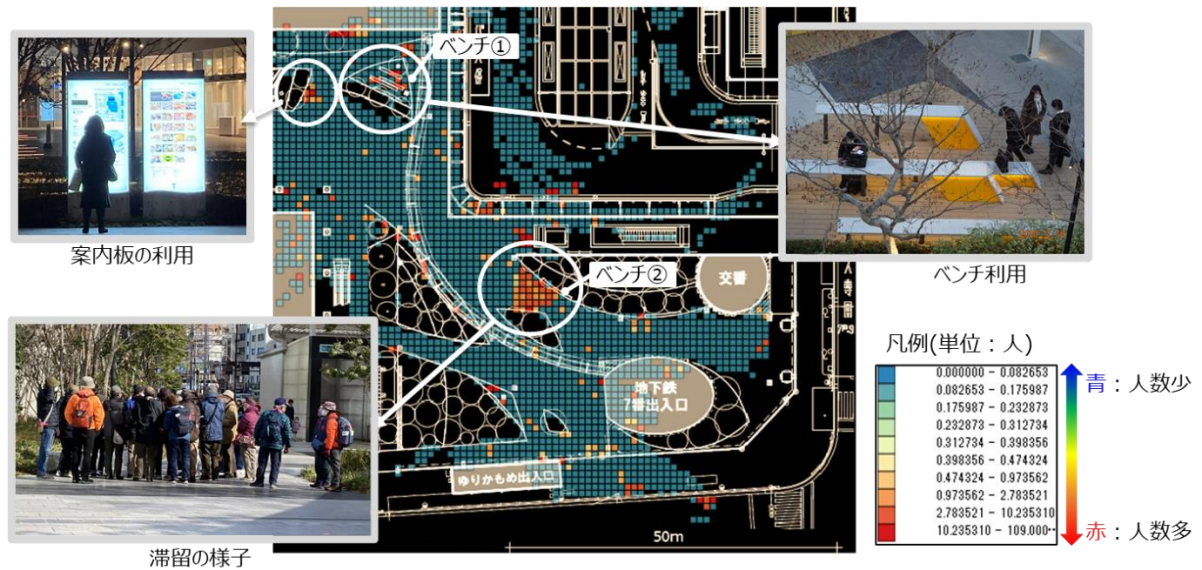 ベンチ①
案内板の利用
ベンチ②
交番
ベンチ利用
地下鉄
7番出入口
ゆりかもめ出入口
50m
滞留の様子
凡例(単位：人)
0.000000 - 0.082653
0.082653 - 0.175987
0.175987 - 0.232873
0.232873 - 0.312734
0.312734 - 0.398356
0.398356 - 0.474324
0.474324 - 0.973562
0.973562 - 2.783521
2.783521 - 10.235310
10.235310 - 109.000…
青：人数少
赤：人数多